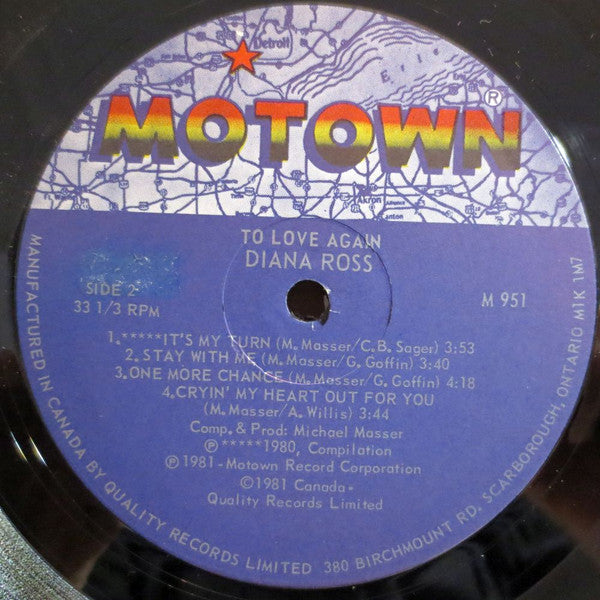 Detroit
Erie
MOTOWN®
Akron
TO LOVE AGAIN
DIANA ROSS
SIDE 2
33 1/3 RPM
M 951
1.*****IT'S MY TURN (M. Masser/C.B. Sager) 3:53
2.STAY WITH ME (M. Masser/G. Goffin) 3:40
3.ONE MORE CHANCE (M. Masser/G. Goffin) 4:18
4.CRYIN' MY HEART OUT FOR YOU
(M. Masser/A. Willis) 3:44
Comp. & Prod: Michael Masser
℗ *****1980, Compilation
℗ 1981-Motown Record Corporation
©1981 Canada-
Quality Records Limited
MANUFACTURED IN CANADA BY QUALITY RECORDS LIMITED 380 BIRCHMOUNT RD. SCARBOROUGH, ONTARIO M1K 1M7